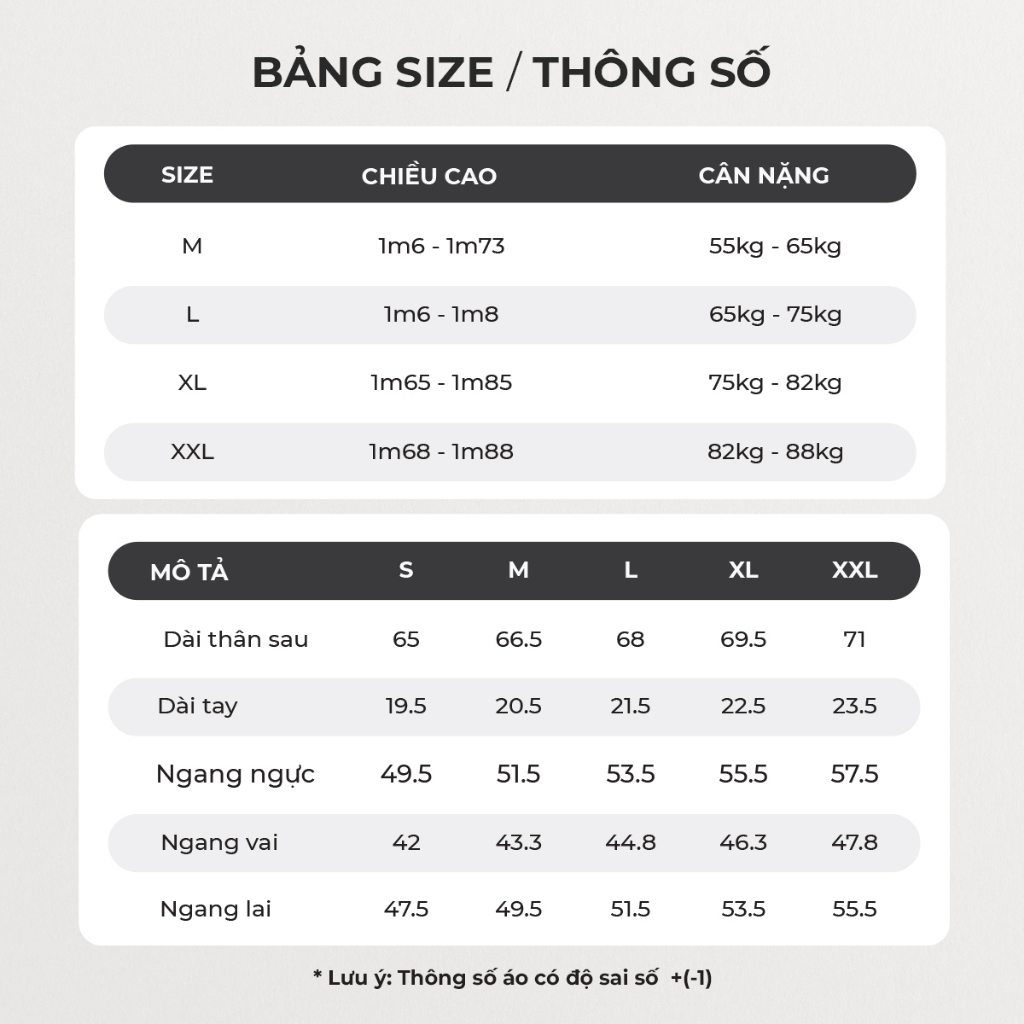 BẢNG SIZE / THÔNG SỐ
SIZE CHIỀU CAO CÂN NẶNG
M 1m6 - 1m73 55kg - 65kg
L 1m6 - 1m8 65kg - 75kg
XL 1m65 - 1m85 75kg - 82kg
XXL 1m68 - 1m88 82kg - 88kg
MÔ TẢ S M L XL XXL
Dài thân sau 65 66.5 68 69.5 71
Dài tay 19.5 20.5 21.5 22.5 23.5
Ngang ngực 49.5 51.5 53.5 55.5 57.5
Ngang vai 42 43.3 44.8 46.3 47.8
Ngang lai 47.5 49.5 51.5 53.5 55.5
* Lưu ý: Thông số áo có độ sai số +(-1)